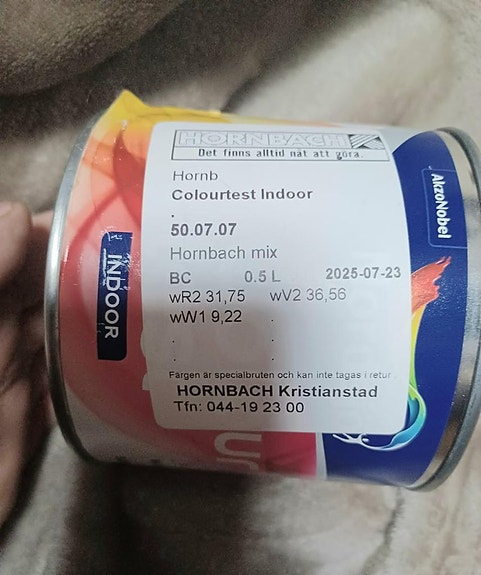 HORNBACH
Det finns alltid nåt att göra.
Hornb
Colourtest Indoor
.
50.07.07
Hornbach mix
BC 0.5 L 2025-07-23
wR2 31,75 wV2 36,56
wW1 9,22 .
. .
. .
Färgen är specialbruten och kan inte tagas i retur.
HORNBACH Kristianstad
Tfn: 044-19 23 00
INDOOR
AkzoNobel